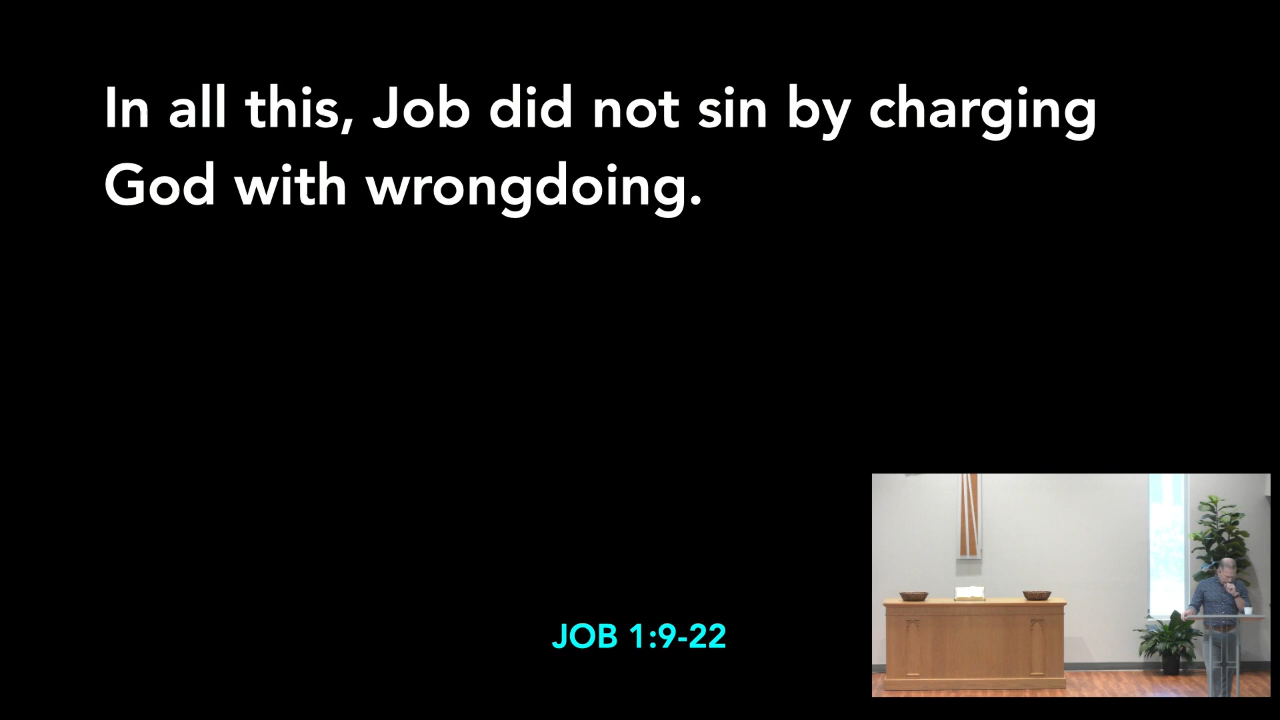 In all this, Job did not sin by charging
God with wrongdoing.
JOB 1:9-22